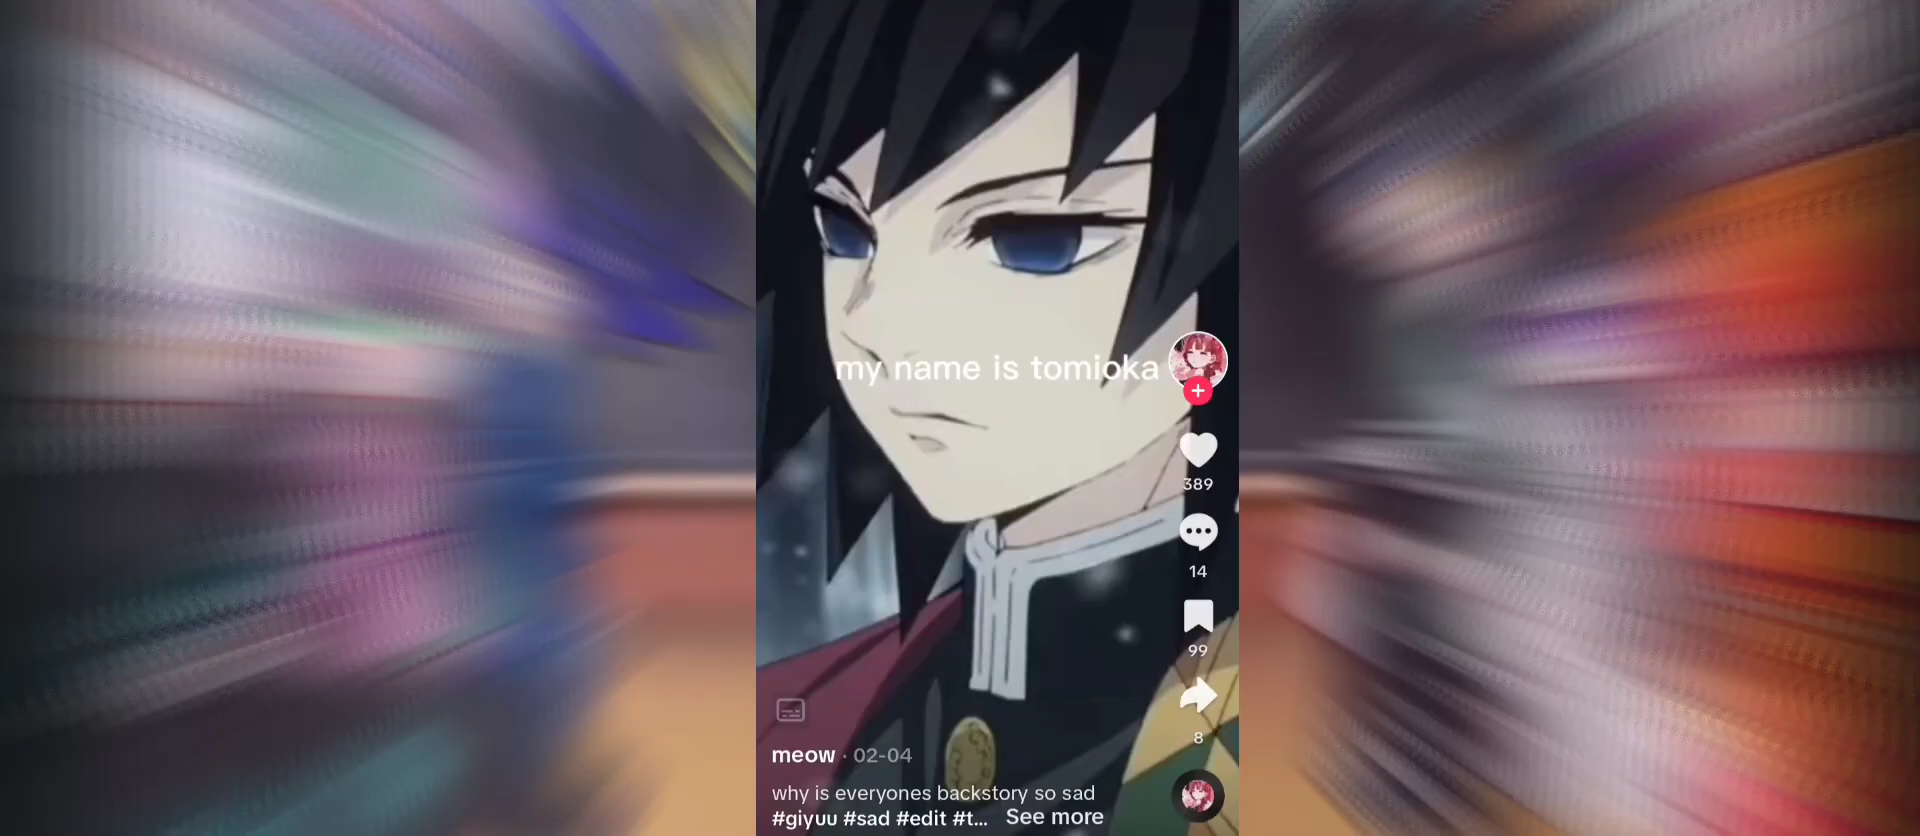 my name is tomioka
389
14
99
8
meow · 02-04
why is everyones backstory so sad
#giyuu #sad #edit #t... See more